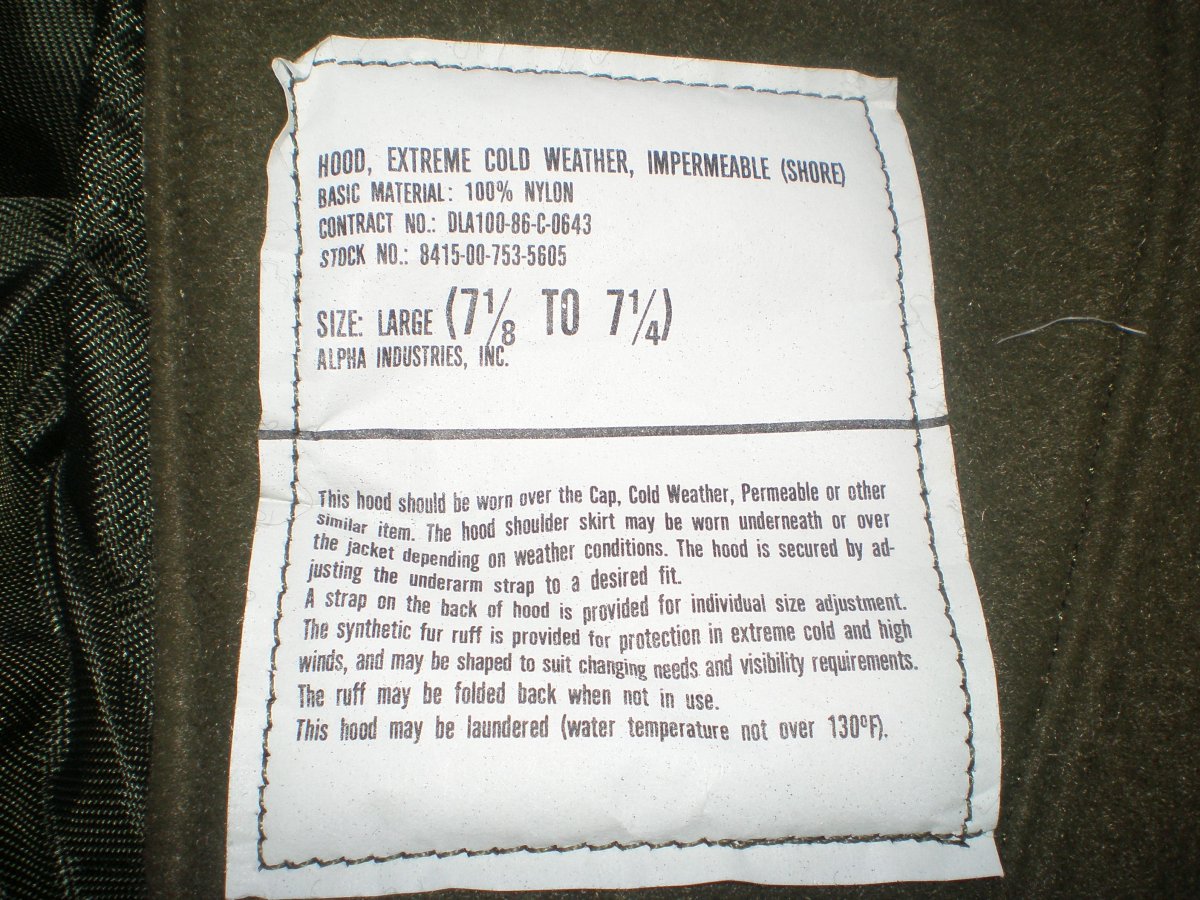 HOOD, EXTREME COLD WEATHER, IMPERMEABLE (SHORE)
BASIC MATERIAL: 100% NYLON
CONTRACT NO.: DLA100-86-C-0643
STOCK NO.: 8415-00-753-5605
SIZE: LARGE (7 1/8 TO 7 1/4)
ALPHA INDUSTRIES, INC.
This hood should be worn over the Cap, Cold Weather, Permeable or other
similar item. The hood shoulder skirt may be worn underneath or over
the jacket depending on weather conditions. The hood is secured by ad-
justing the underarm strap to a desired fit.
A strap on the back of hood is provided for individual size adjustment.
The synthetic fur ruff is provided for protection in extreme cold and high
winds, and may be shaped to suit changing needs and visibility requirements.
The ruff may be folded back when not in use.
This hood may be laundered (water temperature not over 130ºF).